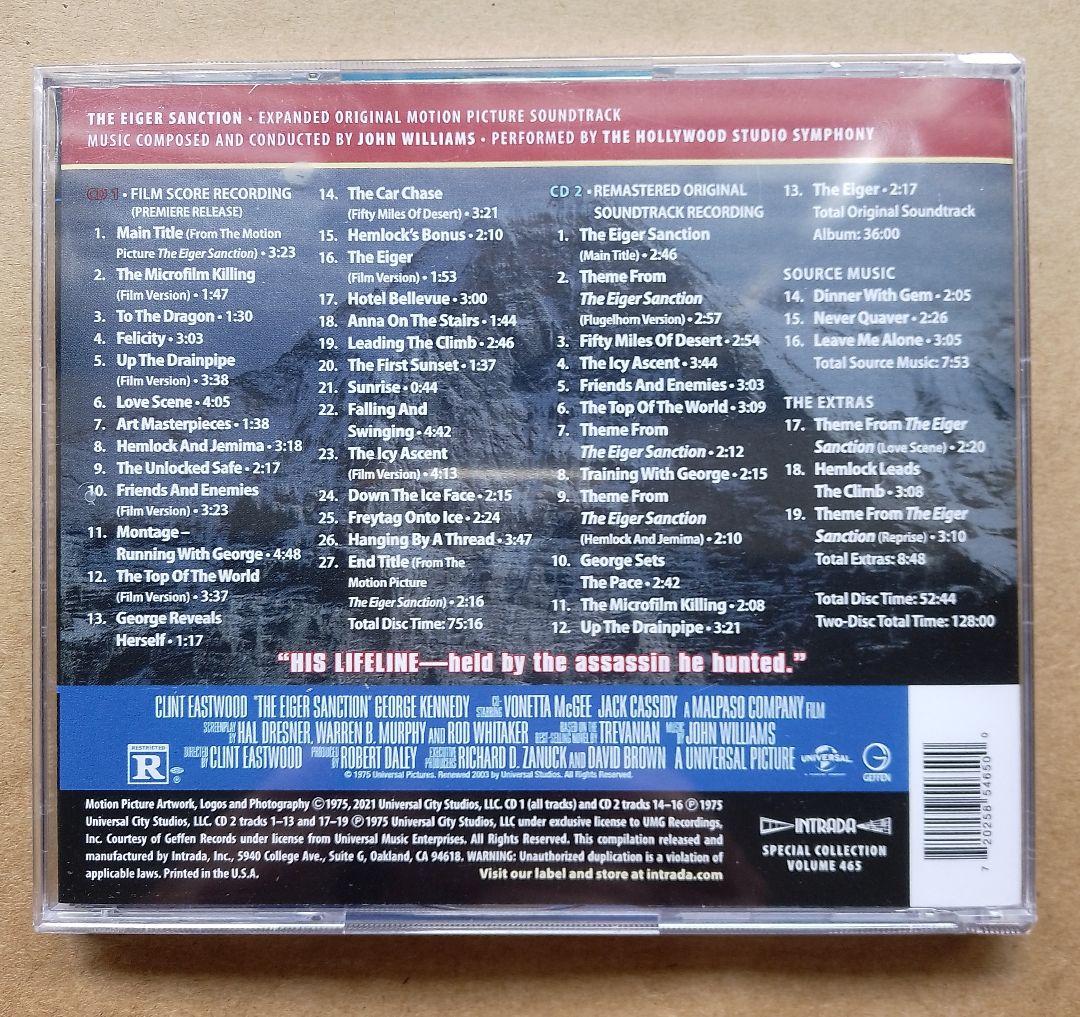 THE EIGER SANCTION • EXPANDED ORIGINAL MOTION PICTURE SOUNDTRACK
MUSIC COMPOSED AND CONDUCTED BY JOHN WILLIAMS • PERFORMED BY THE HOLLYWOOD STUDIO SYMPHONY
CD 1 • FILM SCORE RECORDING
(PREMIERE RELEASE)
1. Main Title (From The Motion
Picture The Eiger Sanction) • 3:23
2. The Microfilm Killing
(Film Version) • 1:47
3. To The Dragon • 1:30
4. Felicity • 3:03
5. Up The Drainpipe
(Film Version) • 3:38
6. Love Scene • 4:05
7. Art Masterpieces • 1:38
8. Hemlock And Jemima • 3:18
9. The Unlocked Safe • 2:17
10. Friends And Enemies
(Film Version) • 3:23
11. Montage –
Running With George • 4:48
12. The Top Of The World
(Film Version) • 3:37
13. George Reveals
Herself • 1:17
14. The Car Chase
(Fifty Miles Of Desert) • 3:21
15. Hemlock's Bonus • 2:10
16. The Eiger
(Film Version) • 1:53
17. Hotel Bellevue • 3:00
18. Anna On The Stairs • 1:44
19. Leading The Climb • 2:46
20. The First Sunset • 1:37
21. Sunrise • 0:44
22. Falling And
Swinging • 4:42
23. The Icy Ascent
(Film Version) • 4:13
24. Down The Ice Face • 2:15
25. Freytag Onto Ice • 2:24
26. Hanging By A Thread • 3:47
27. End Title (From The
Motion Picture
The Eiger Sanction) • 2:16
Total Disc Time: 75:16
CD 2 • REMASTERED ORIGINAL
SOUNDTRACK RECORDING
1. The Eiger Sanction
(Main Title) • 2:46
2. Theme From
The Eiger Sanction
(Flugelhorn Version) • 2:57
3. Fifty Miles Of Desert • 2:54
4. The Icy Ascent • 3:44
5. Friends And Enemies • 3:03
6. The Top Of The World • 3:09
7. Theme From
The Eiger Sanction • 2:12
8. Training With George • 2:15
9. Theme From
The Eiger Sanction
(Hemlock And Jemima) • 2:10
10. George Sets
The Pace • 2:42
11. The Microfilm Killing • 2:08
12. Up The Drainpipe • 3:21
13. The Eiger • 2:17
Total Original Soundtrack
Album: 36:00
SOURCE MUSIC
14. Dinner With Gem • 2:05
15. Never Quaver • 2:26
16. Leave Me Alone • 3:05
Total Source Music: 7:53
THE EXTRAS
17. Theme From The Eiger
Sanction (Love Scene) • 2:20
18. Hemlock Leads
The Climb • 3:08
19. Theme From The Eiger
Sanction (Reprise) • 3:10
Total Extras: 8:48
Total Disc Time: 52:44
Two-Disc Total Time: 128:00
“HIS LIFELINE—held by the assassin he hunted.”
CLINT EASTWOOD "THE EIGER SANCTION" GEORGE KENNEDY CO-STARRING VONETTA McGEE JACK CASSIDY A MALPASO COMPANY FILM
SCREENPLAY BY HAL DRESNER, WARREN B. MURPHY AND ROD WHITAKER BASED ON THE BEST-SELLING NOVEL BY TREVANIAN MUSIC BY JOHN WILLIAMS
DIRECTED BY CLINT EASTWOOD PRODUCED BY ROBERT DALEY EXECUTIVE PRODUCERS RICHARD D. ZANUCK AND DAVID BROWN A UNIVERSAL PICTURE
© 1975 Universal Pictures. Renewed 2003 by Universal Studios. All Rights Reserved.
RESTRICTED
R
UNIVERSAL
GEFFEN
Motion Picture Artwork, Logos and Photography ©1975, 2021 Universal City Studios, LLC. CD 1 (all tracks) and CD 2 tracks 14–16 ℗ 1975
Universal City Studios, LLC. CD 2 tracks 1–13 and 17–19 ℗1975 Universal City Studios, LLC under exclusive license to UMG Recordings,
Inc. Courtesy of Geffen Records under license from Universal Music Enterprises. All Rights Reserved. This compilation released and
manufactured by Intrada, Inc., 5940 College Ave., Suite G, Oakland, CA 94618. WARNING: Unauthorized duplication is a violation of
applicable laws. Printed in the U.S.A.
Visit our label and store at intrada.com
INTRADA
SPECIAL COLLECTION
VOLUME 465
7 20258 54650 0